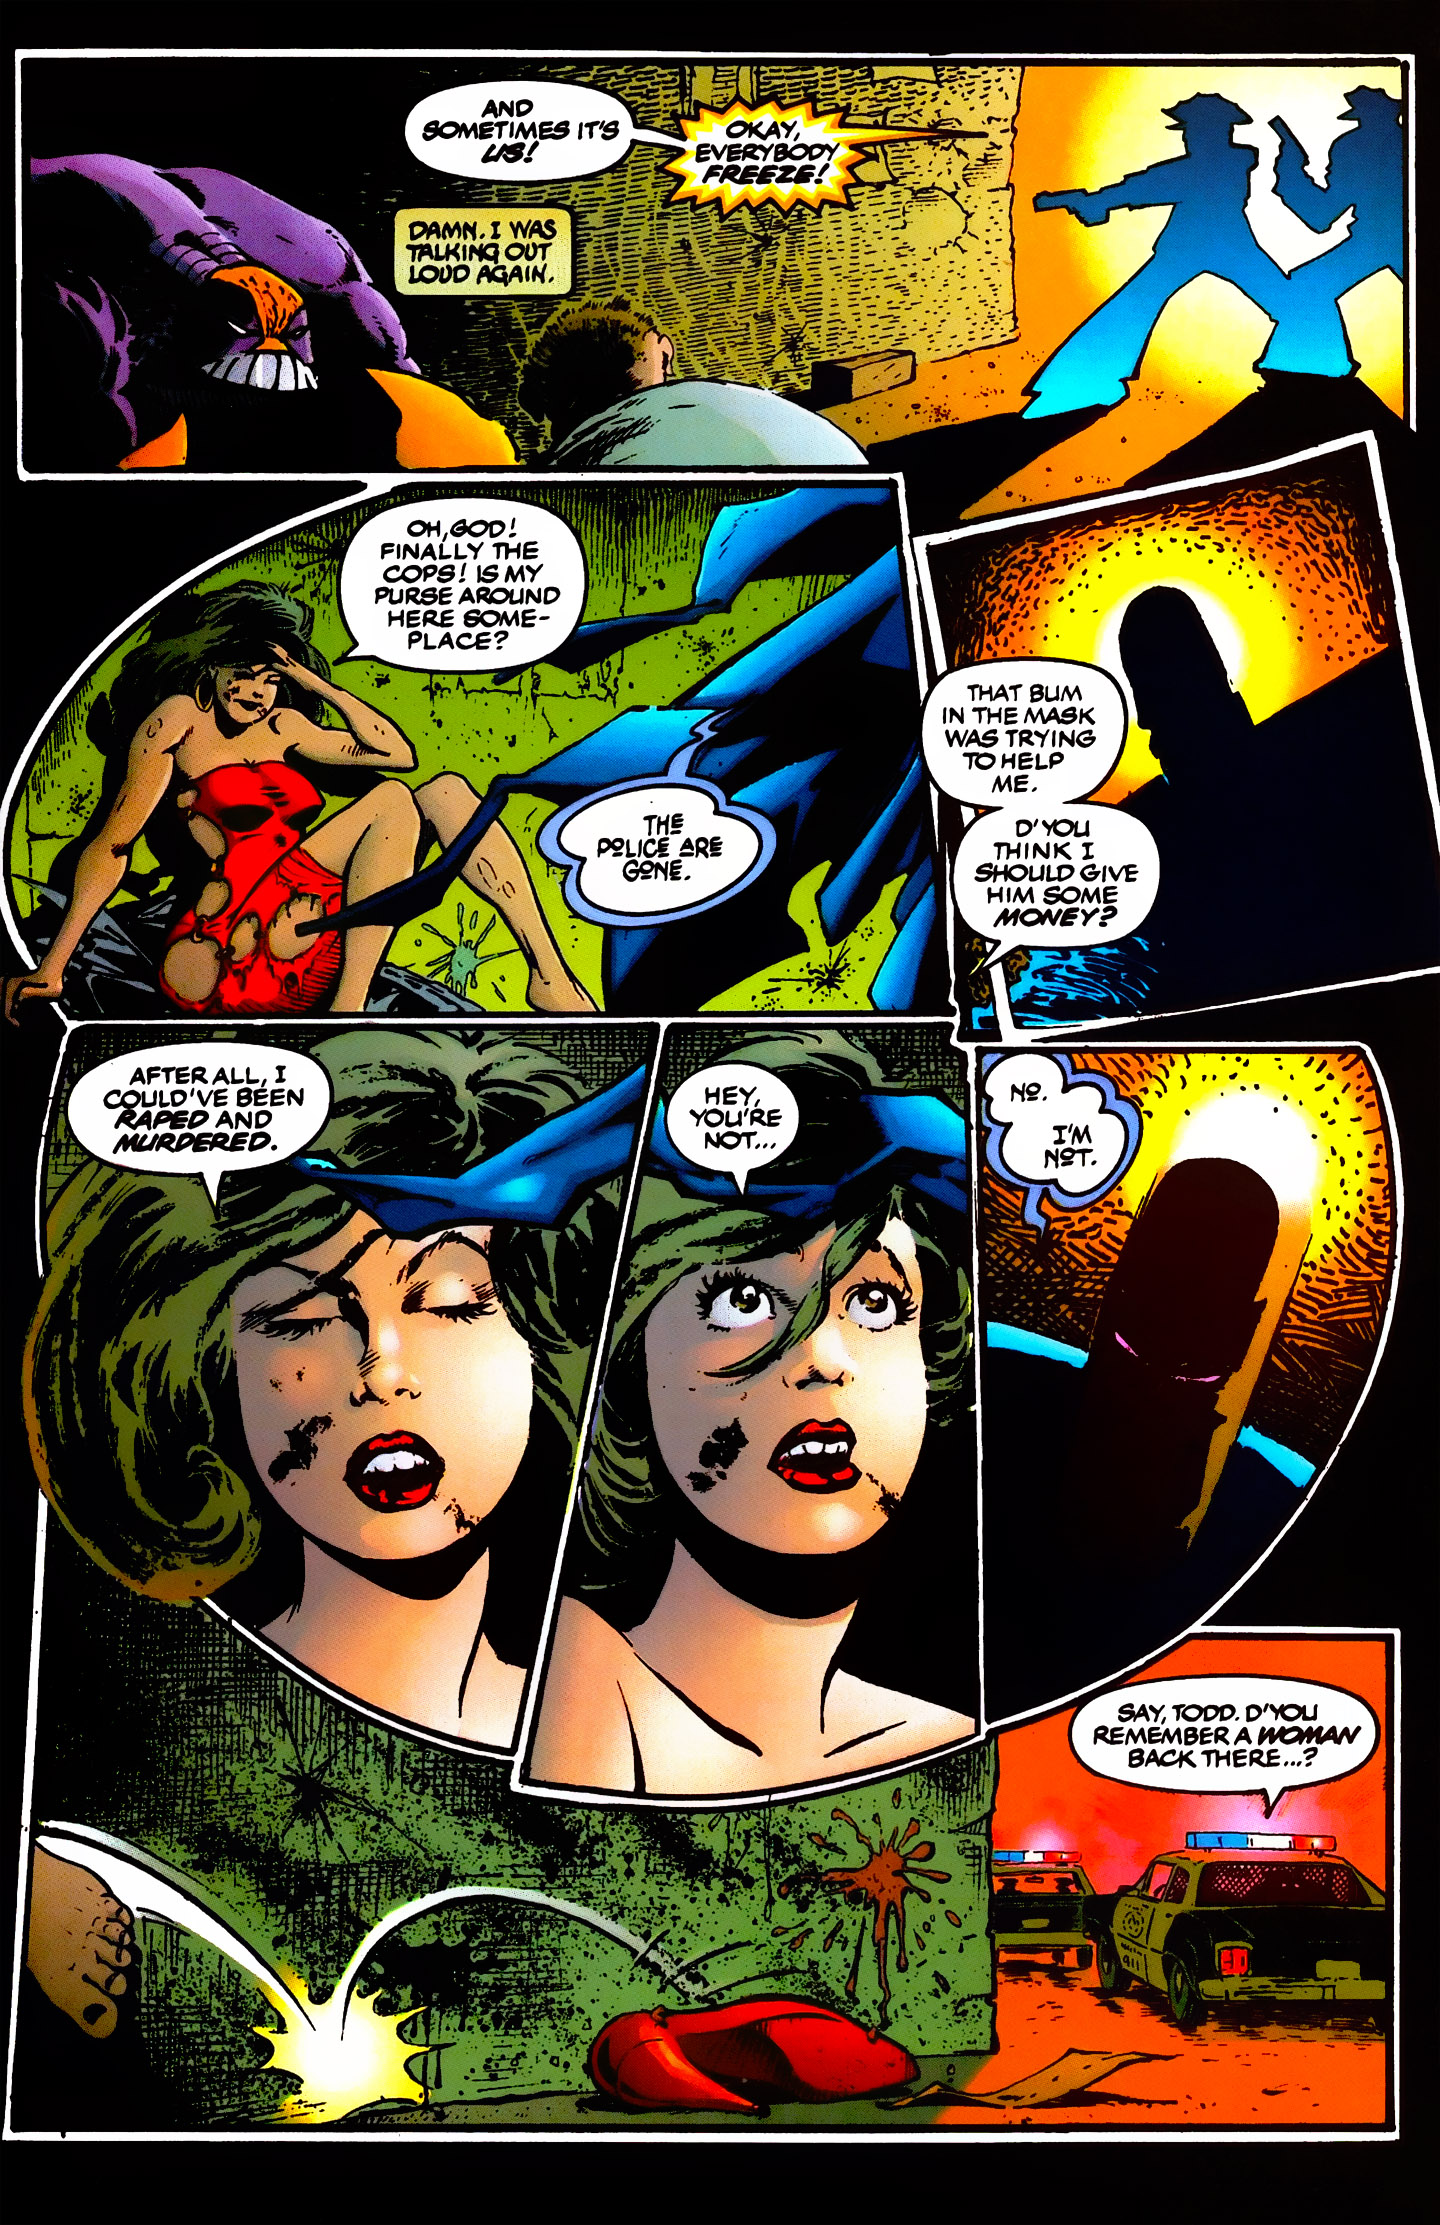 AND
SOMETIMES IT'S
US!
OKAY,
EVERYBODY
FREEZE!
DAMN. I WAS
TALKING OUT
LOUD AGAIN.
OH, GOD!
FINALLY THE
COPS! IS MY
PURSE AROUND
HERE SOME-
PLACE?
THE
POLICE ARE
GONE.
THAT BUM
IN THE MASK
WAS TRYING
TO HELP
ME.
D'YOU
THINK I
SHOULD GIVE
HIM SOME
MONEY?
AFTER ALL, I
COULD'VE BEEN
RAPED AND
MURDERED.
HEY,
YOU'RE
NOT...
NO.
I'M
NOT.
SAY, TODD. D'YOU
REMEMBER A WOMAN
BACK THERE...?